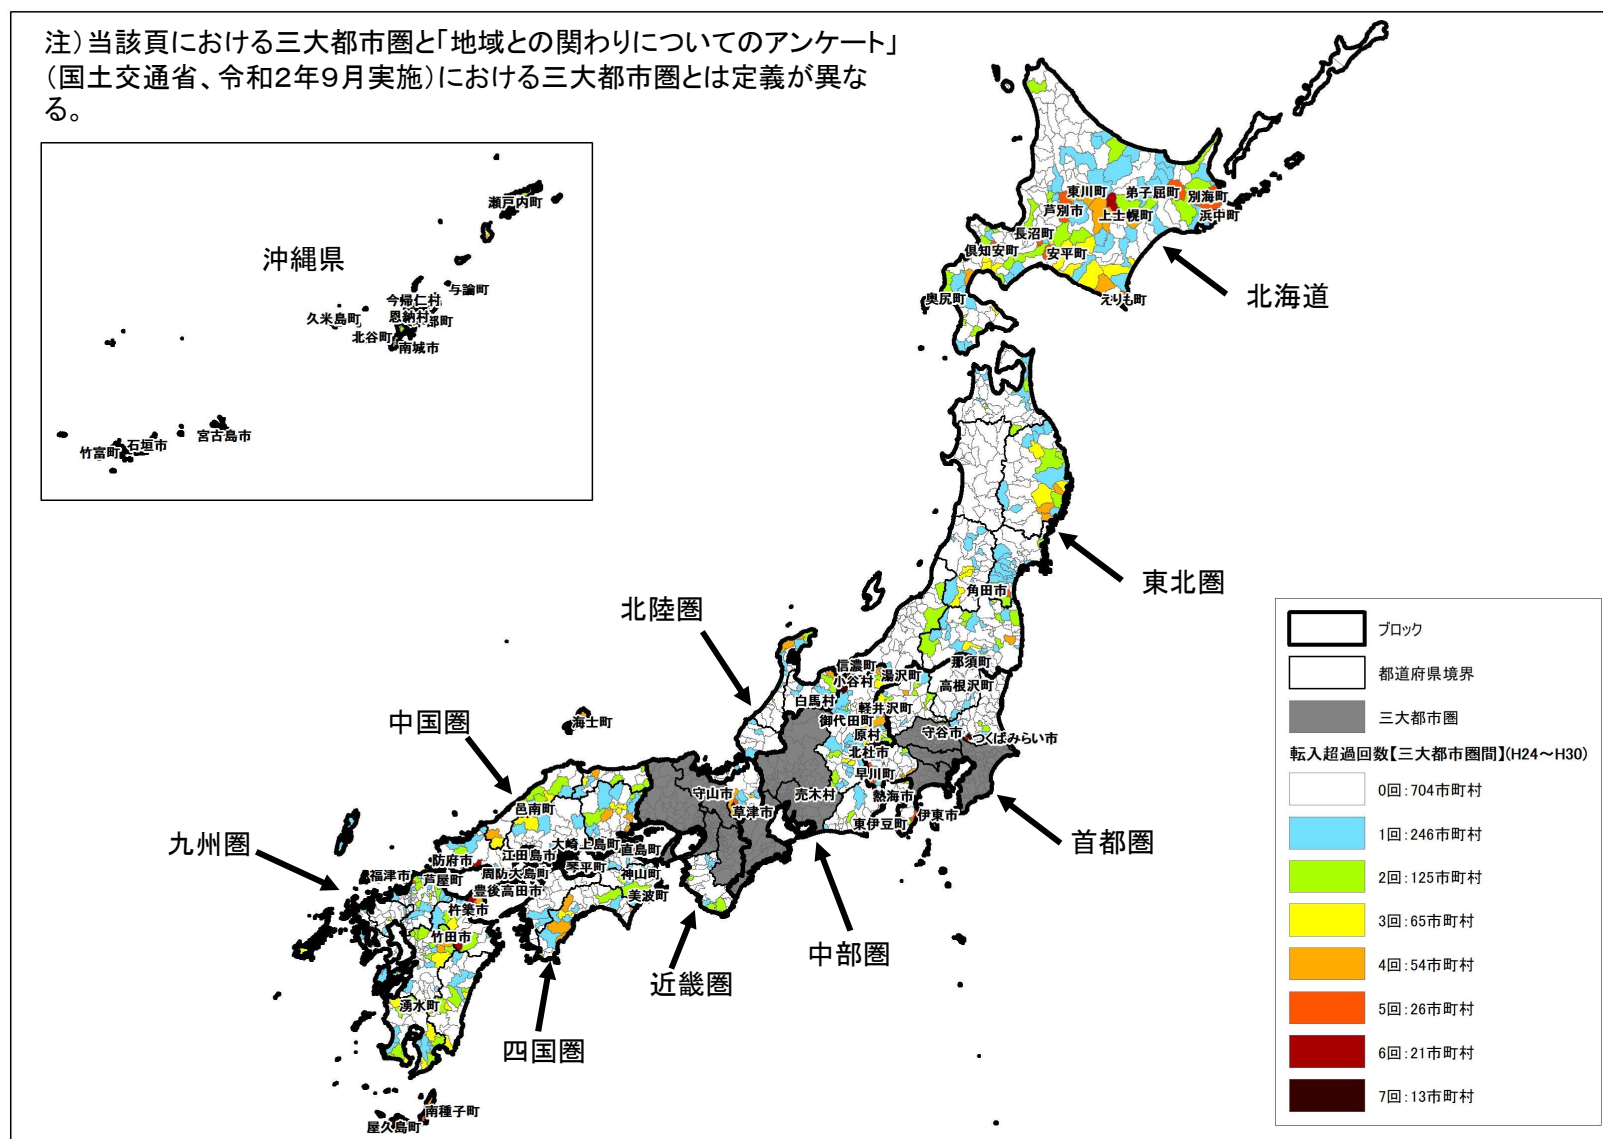 注)当該頁における三大都市圏と「地域との関わりについてのアンケート」
(国土交通省、令和2年9月実施)における三大都市圏とは定義が異な
る。
瀬戸内町
沖縄県
与論町
今帰仁村
久米島町
恩納村
部町
北谷町
南城市
宮古島市
石垣市
竹富町
東川町
弟子屈町
別海町
芦別市
上士幌町
浜中町
長沼町
倶知安町
安平町
奥尻町
えりも町
北海道
東北圏
角田市
北陸圏
那須町
信濃町
湯沢町
小谷村
高根沢町
白馬村
軽井沢町
御代田町
守谷市
つくばみらい市
原村
北杜市
早川町
熱海市
売木村
伊東市
東伊豆町
首都圏
中国圏
海士町
守山市
草津市
邑南町
九州圏
大崎上島町
直島町
江田島市
防府市
琴平町
神山町
周防大島町
福津市
芦屋町
豊後高田市
美波町
杵築市
竹田市
中部圏
近畿圏
湧水町
四国圏
南種子町
屋久島町
ブロック
都道府県境界
三大都市圏
転入超過回数【三大都市圏間】(H24～H30)
0回:704市町村
1回:246市町村
2回:125市町村
3回:65市町村
4回:54市町村
5回:26市町村
6回:21市町村
7回:13市町村